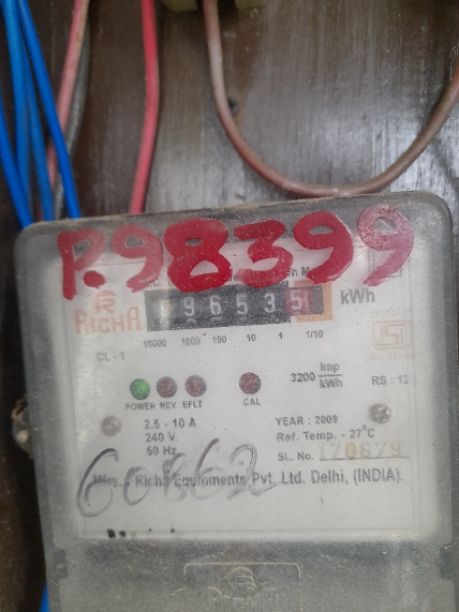 P.98399
RICHA
96535
kWh
10000 1000 100 10 1 1/10
CL - 1
3200 imp/kWh
RS : 12
POWER REV. EFLT CAL
2.5 - 10 A
240 V.
50 Hz.
YEAR : 2009
Ref. Temp. - 27°C
SL. No. 170679
60862
Mfrs. - Richa Equipments Pvt. Ltd. Delhi, (INDIA).